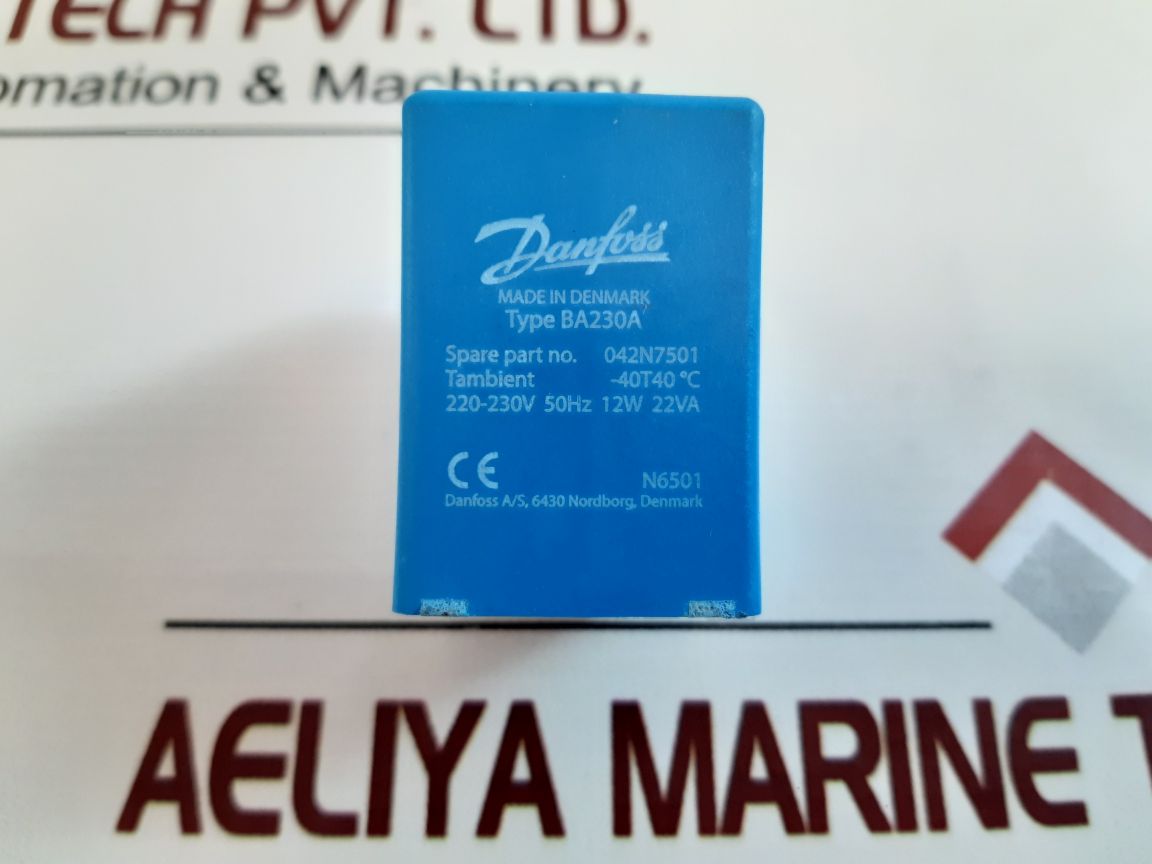 TECH PVT. LTD.
omation & Machinery
Danfoss
MADE IN DENMARK
Type BA230A
Spare part no. 042N7501
Tambient -40T40 °C
220-230V 50Hz 12W 22VA
CE N6501
Danfoss A/S, 6430 Nordborg, Denmark
AELIYA MARINE T